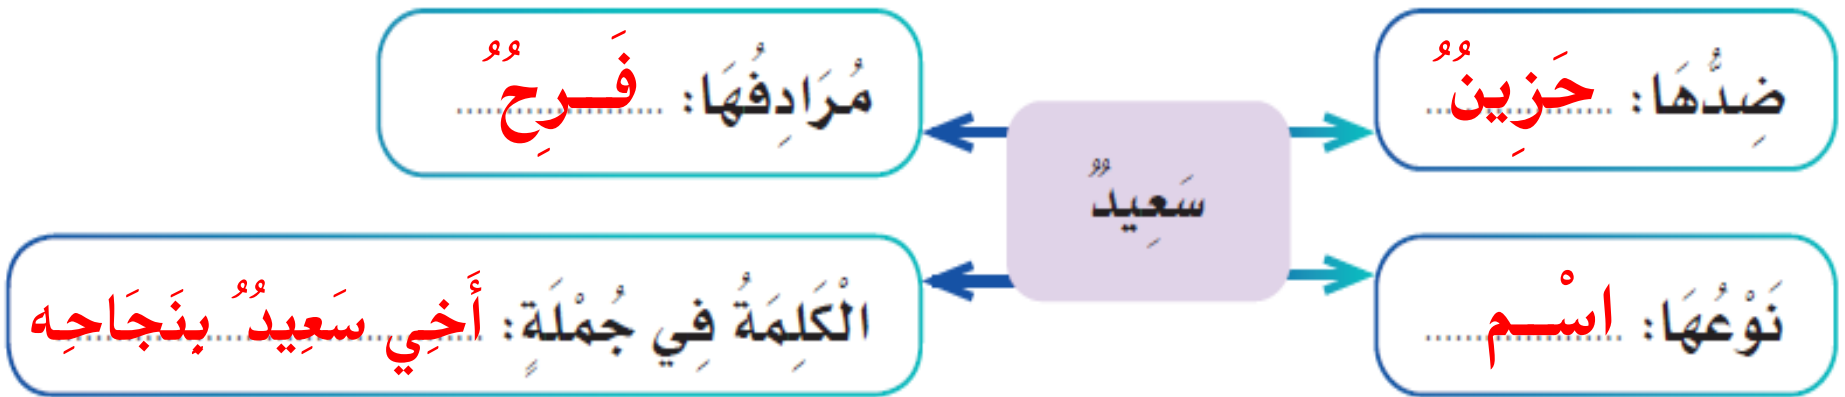 ضِدُّهَا: حَزِينٌ
مُرَادِفُهَا: فَرِحٌ
سَعِيدٌ
نَوْعُهَا: اسْم
الْكَلِمَةُ فِي جُمْلَةٍ: أَخِي سَعِيدٌ بِنَجَاحِه